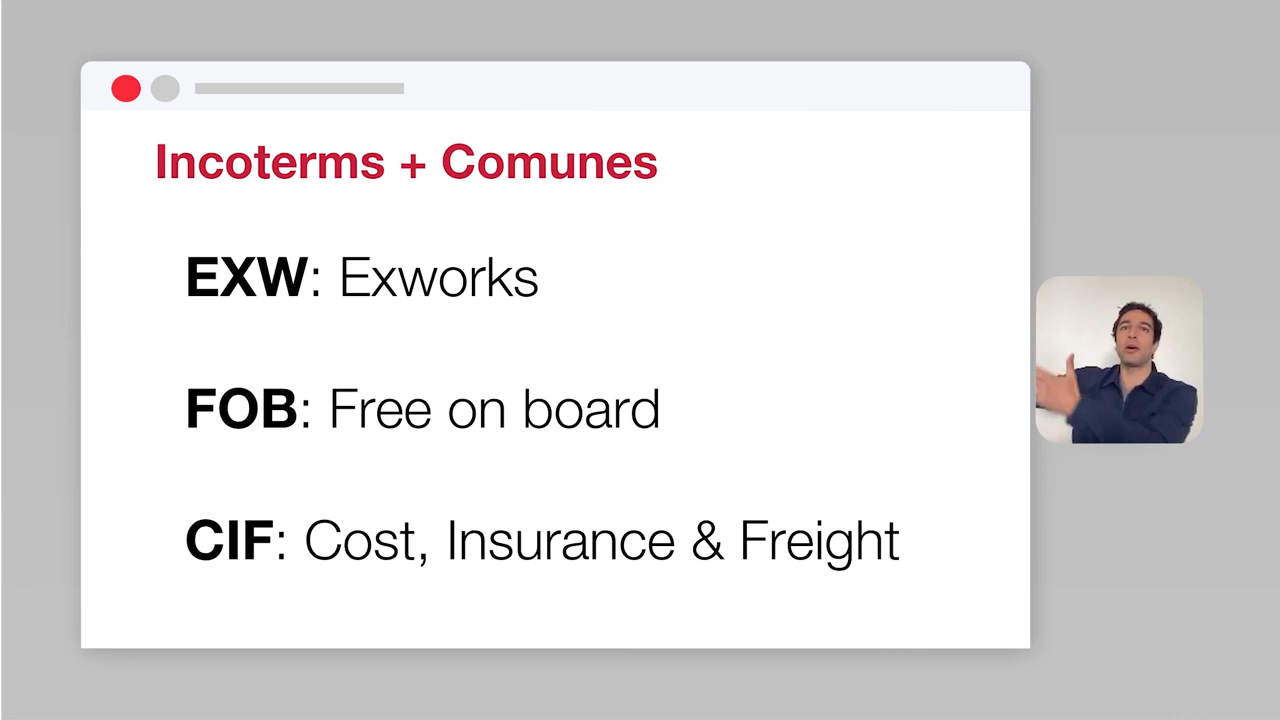 Incoterms + Comunes
EXW: Exworks
FOB: Free on board
CIF: Cost, Insurance & Freight